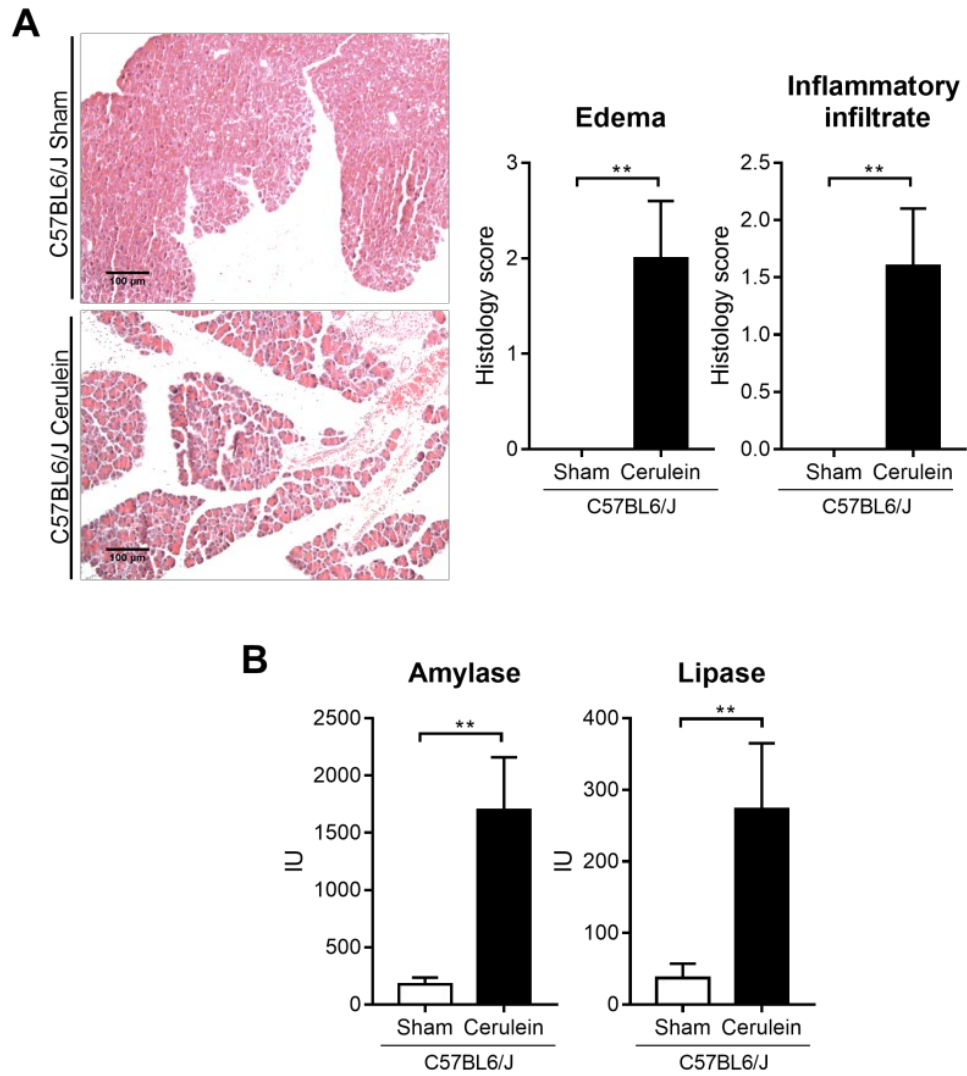 A
C57BL6/J Sham
100 µm
C57BL6/J Cerulein
100 µm
Edema
Histology score
3
2
1
0
**
Sham Cerulein
C57BL6/J
Inflammatory
infiltrate
Histology score
2.5
2.0
1.5
1.0
0.5
0.0
**
Sham Cerulein
C57BL6/J
B
Amylase
IU
2500
2000
1500
1000
500
0
**
Sham Cerulein
C57BL6/J
Lipase
IU
400
300
200
100
0
**
Sham Cerulein
C57BL6/J